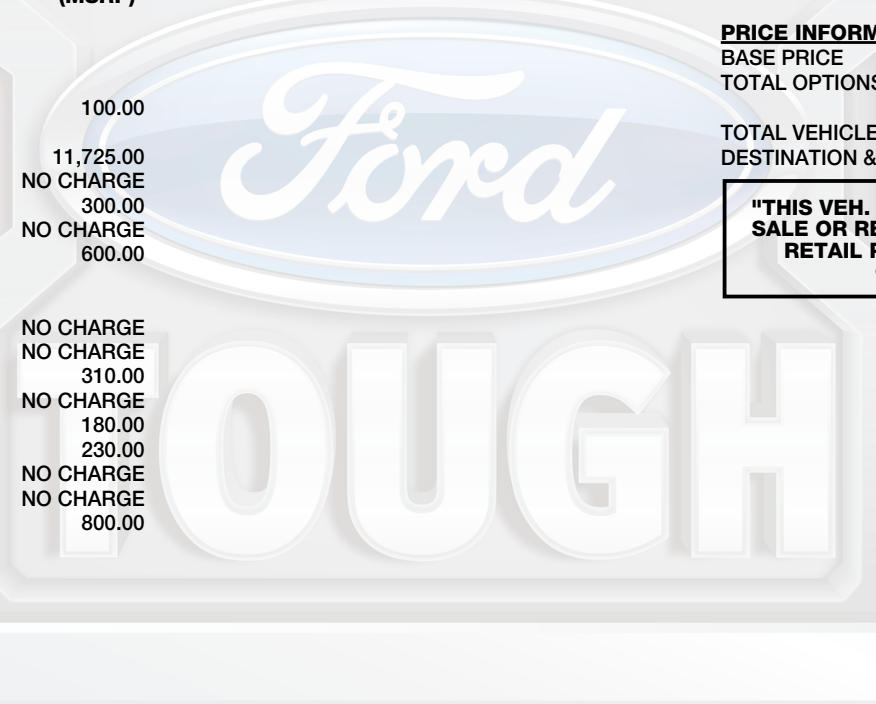 (MSRP)
100.00
11,725.00
NO CHARGE
300.00
NO CHARGE
600.00
NO CHARGE
NO CHARGE
310.00
NO CHARGE
180.00
230.00
NO CHARGE
NO CHARGE
800.00
PRICE INFORM
BASE PRICE
TOTAL OPTIONS
TOTAL VEHICLE
DESTINATION &
"THIS VEH.
SALE OR RE
RETAIL
Ford
TOUGH